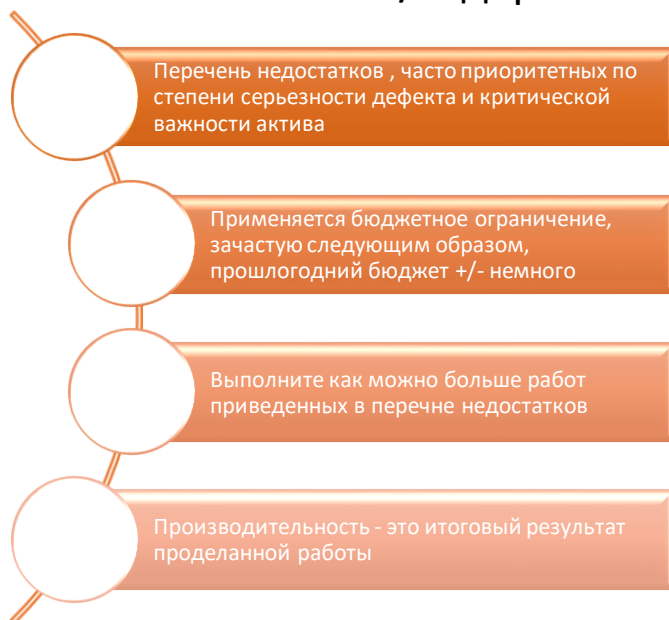 Перечень недостатков , часто приоритетных по
степени серьезности дефекта и критической
важности актива
Применяется бюджетное ограничение,
зачастую следующим образом,
прошлогодний бюджет +/- немного
Выполните как можно больше работ
приведенных в перечне недостатков
Производительность - это итоговый результат
проделанной работы